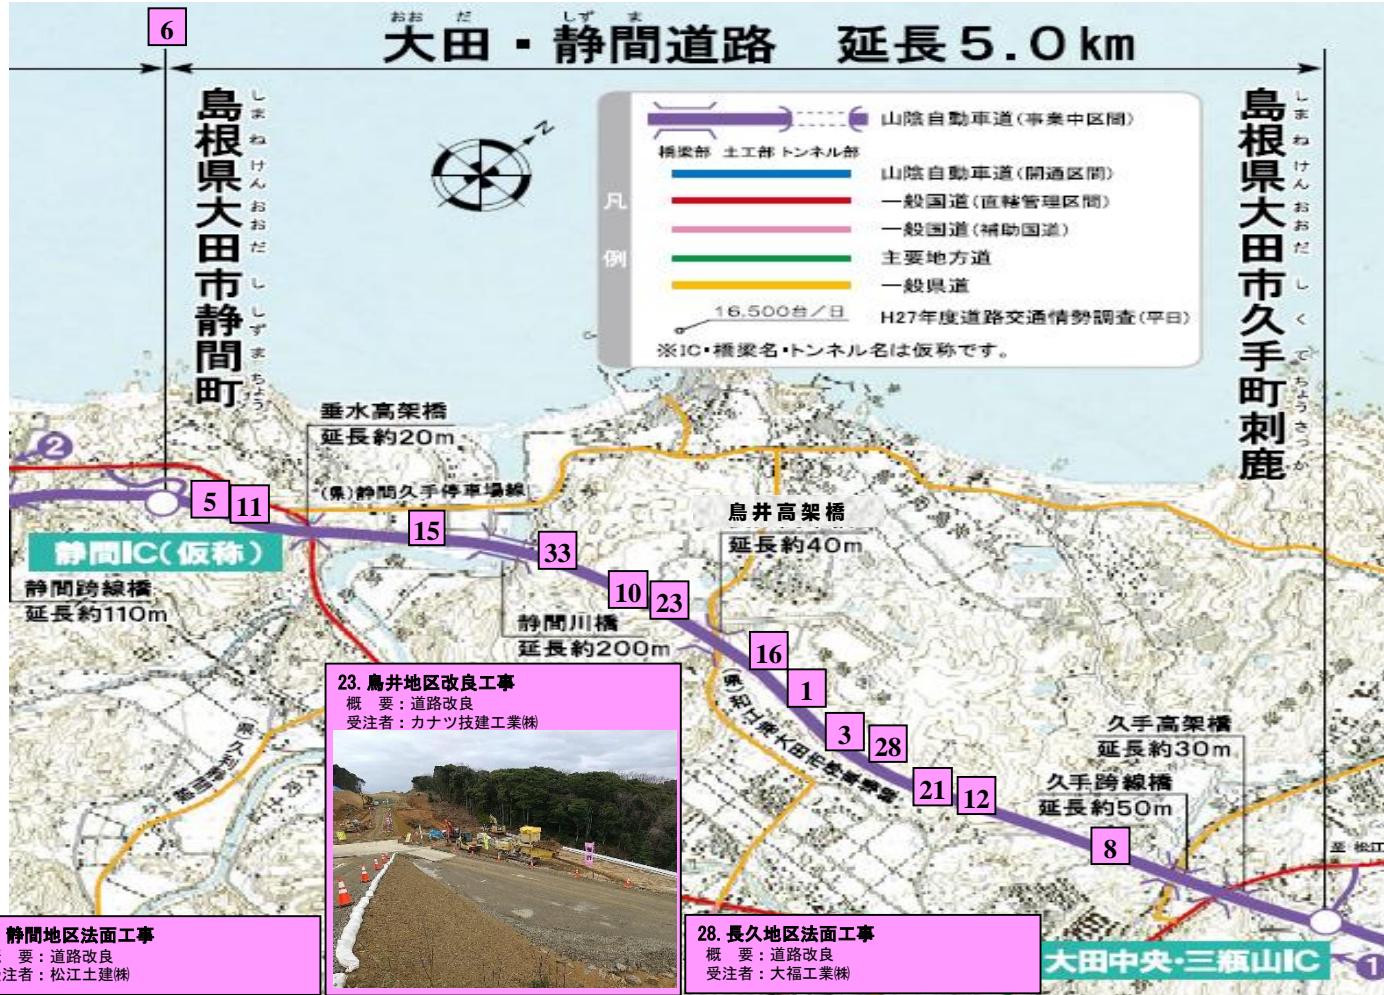 6
おお だ しず ま
大田・静間道路 延長5.0km
島根県大田市静間町
しまねけんおおだししずまちょう
島根県大田市久手町刺鹿
しまねけんおおだしくてちょうさっか
N
凡例
山陰自動車道(事業中区間)
橋梁部 土工部 トンネル部
山陰自動車道(開通区間)
一般国道(直轄管理区間)
一般国道(補助国道)
主要地方道
一般県道
16,500台/日
H27年度道路交通情勢調査(平日)
※IC・橋梁名・トンネル名は仮称です。
垂水高架橋
延長約20m
2
(県)静間久手停車場線
5
11
15
33
10
23
静間IC(仮称)
静間跨線橋
延長約110m
静間川橋
延長約200m
鳥井高架橋
延長約40m
16
1
3
28
21
12
8
久手高架橋
延長約30m
久手跨線橋
延長約50m
至 松江
大田中央・三瓶山IC
1
23. 鳥井地区改良工事
概 要:道路改良
受注者:カナツ技建工業㈱
静間地区法面工事
要:道路改良
注者:松江土建㈱
28. 長久地区法面工事
概 要:道路改良
受注者:大福工業㈱